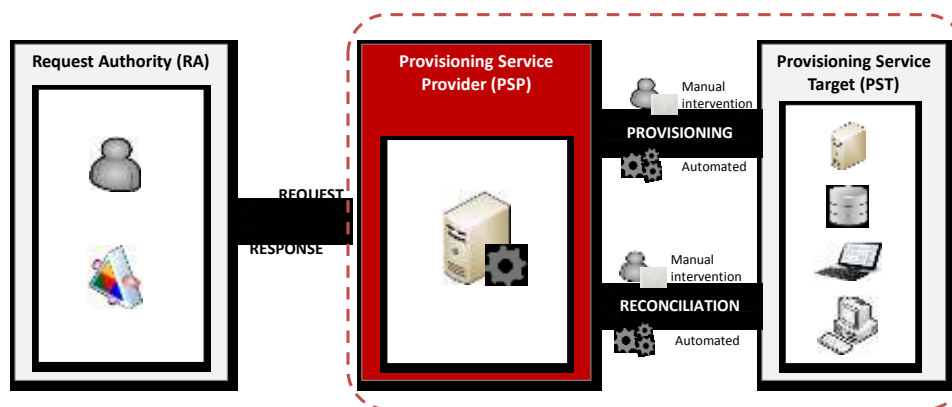 Request Authority (RA)
REQUEST
RESPONSE
Provisioning Service
Provider (PSP)
Manual
intervention
PROVISIONING
Automated
Manual
intervention
RECONCILIATION
Automated
Provisioning Service
Target (PST)